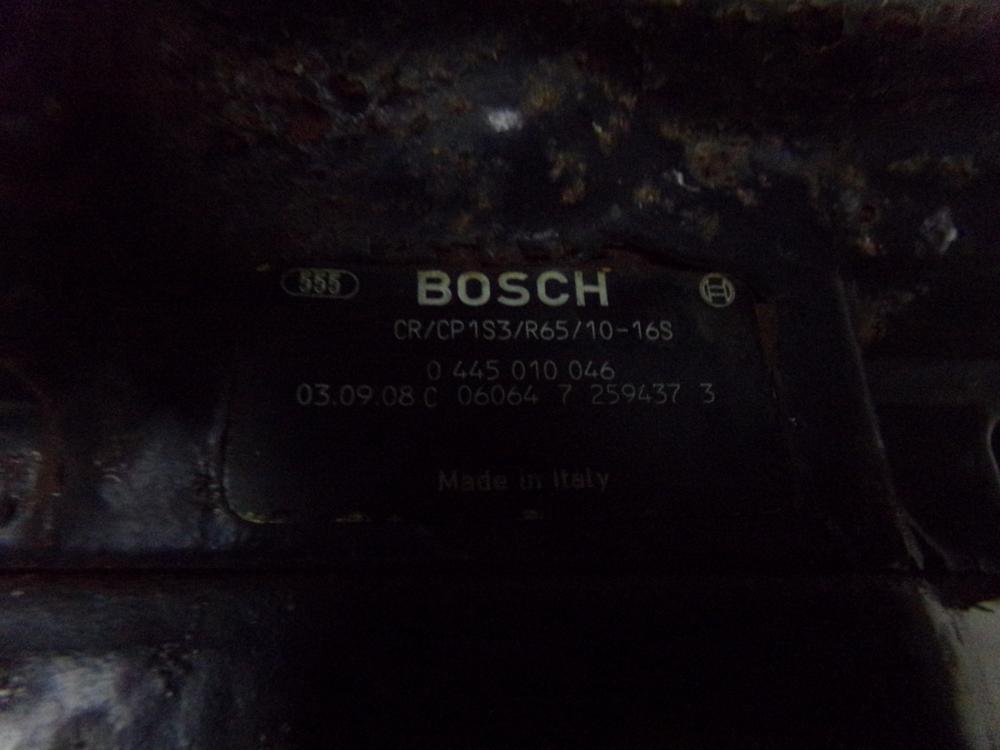 555 BOSCH
CR/CP1S3/R65/10-16S
0 445 010 046
03.09.08 C 06064 7 259437 3
Made in Italy